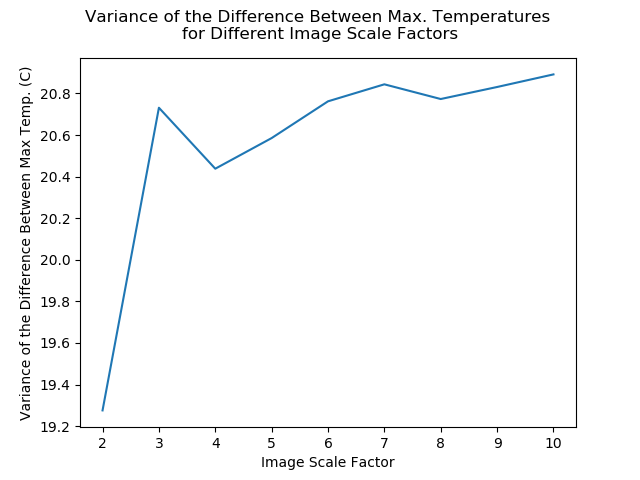 Variance of the Difference Between Max. Temperatures
for Different Image Scale Factors
Variance of the Difference Between Max Temp. (C)
20.8
20.6
20.4
20.2
20.0
19.8
19.6
19.4
19.2
2 3 4 5 6 7 8 9 10
Image Scale Factor